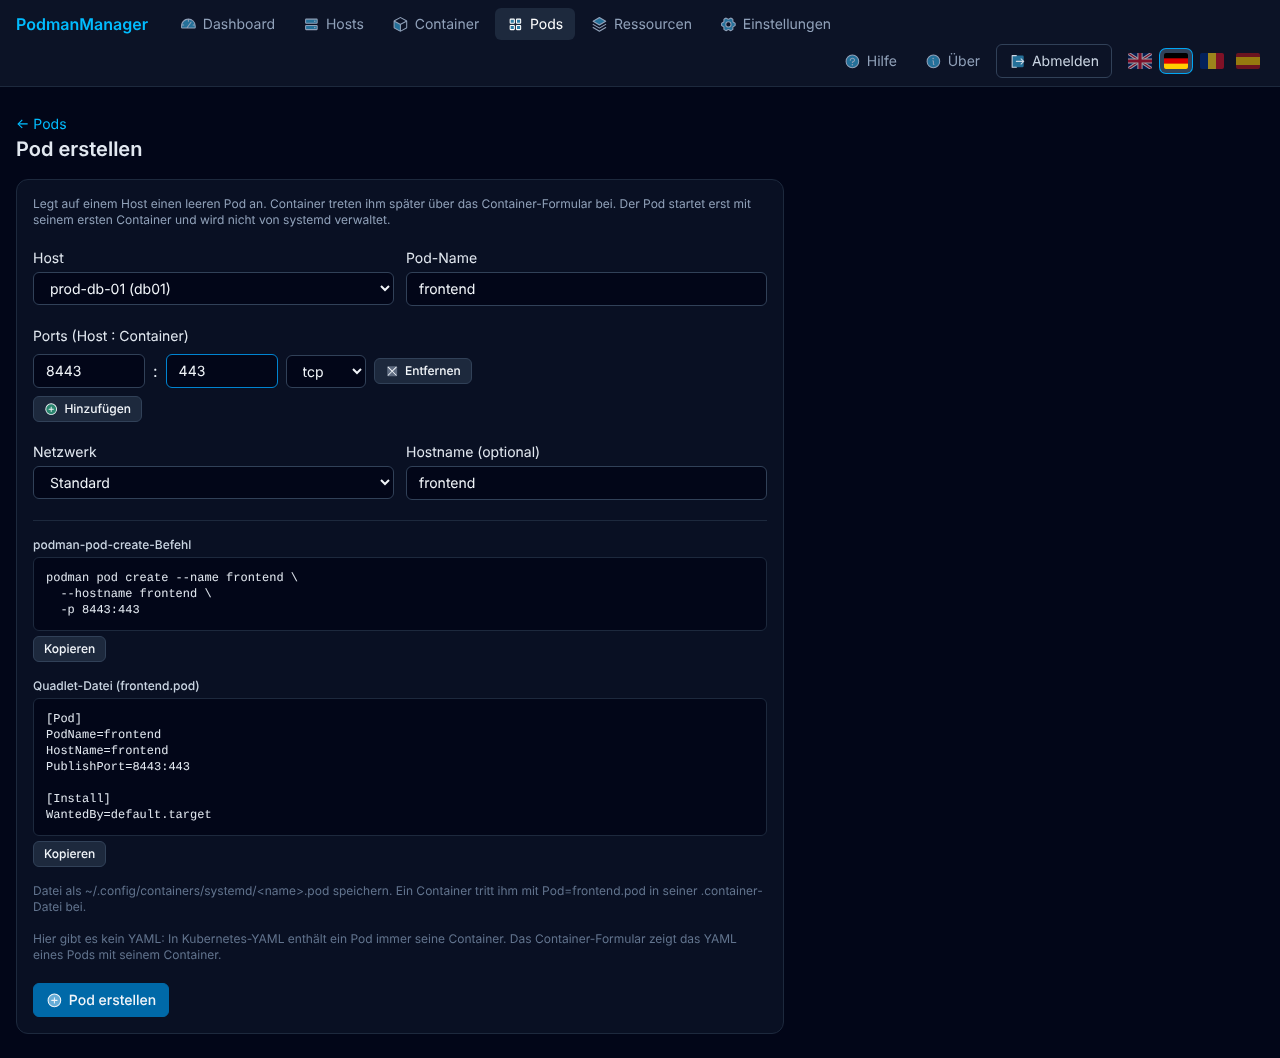 PodmanManager
Dashboard
Hosts
Container
Pods
Ressourcen
Einstellungen
Hilfe
Über
Abmelden
← Pods
Pod erstellen
Legt auf einem Host einen leeren Pod an. Container treten ihm später über das Container-Formular bei. Der Pod startet erst mit
seinem ersten Container und wird nicht von systemd verwaltet.
Host
Pod-Name
prod-db-01 (db01)
frontend
Ports (Host : Container)
8443 : 443 tcp Entfernen
Hinzufügen
Netzwerk
Hostname (optional)
Standard
frontend
podman-pod-create-Befehl
podman pod create --name frontend \
  --hostname frontend \
  -p 8443:443
Kopieren
Quadlet-Datei (frontend.pod)
[Pod]
PodName=frontend
HostName=frontend
PublishPort=8443:443

[Install]
WantedBy=default.target
Kopieren
Datei als ~/.config/containers/systemd/<name>.pod speichern. Ein Container tritt ihm mit Pod=frontend.pod in seiner .container-
Datei bei.
Hier gibt es kein YAML: In Kubernetes-YAML enthält ein Pod immer seine Container. Das Container-Formular zeigt das YAML
eines Pods mit seinem Container.
Pod erstellen